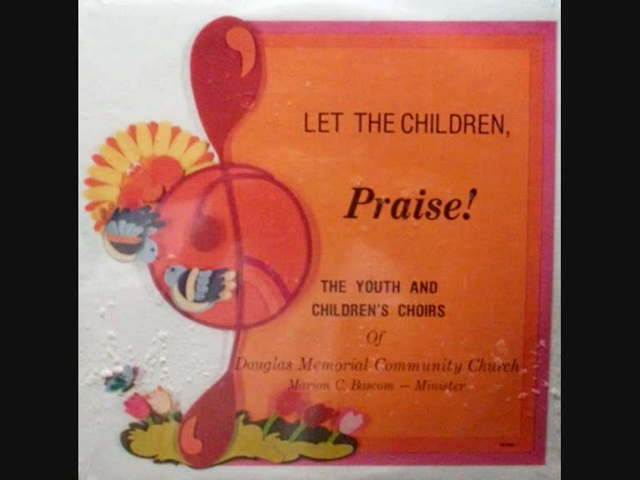 LET THE CHILDREN,
Praise!
THE YOUTH AND
CHILDREN'S CHOIRS
Of
Douglas Memorial Community Church
Marion C. Bascom — Minister